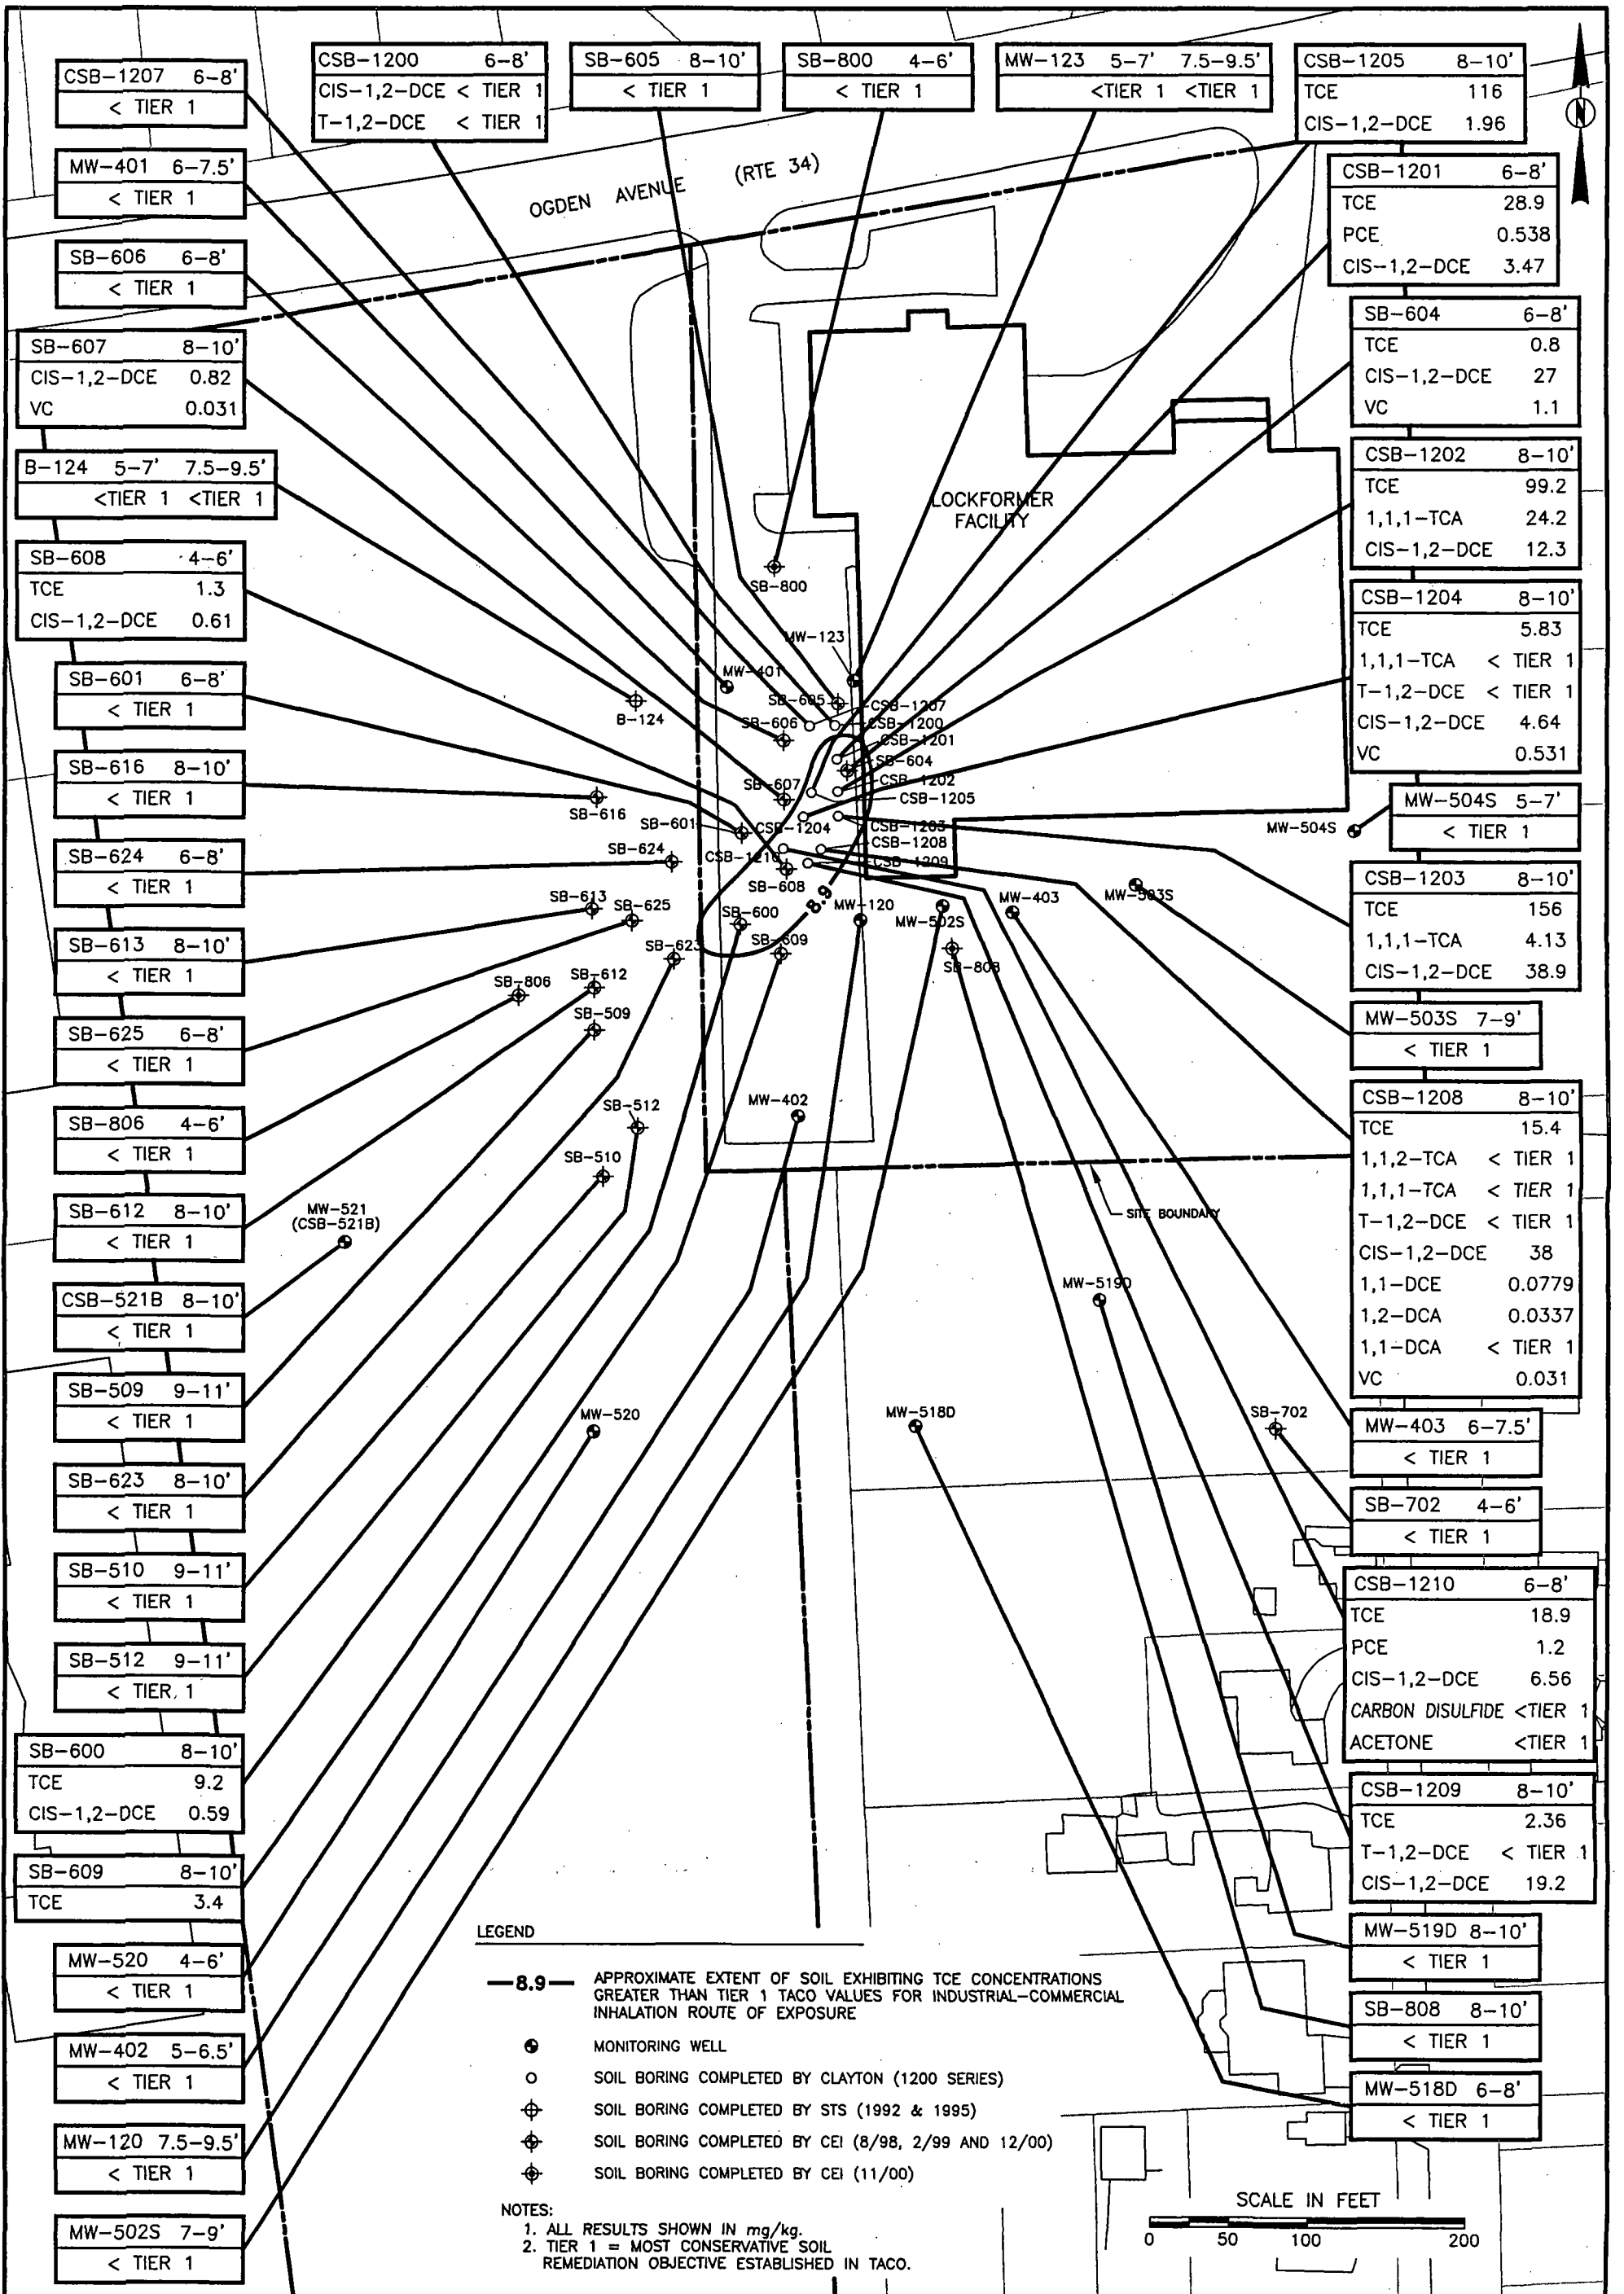 CSB-1207 6-8'
< TIER 1
CSB-1200 6-8'
CIS-1,2-DCE < TIER 1
T-1,2-DCE < TIER 1
SB-605 8-10'
< TIER 1
SB-800 4-6'
< TIER 1
MW-123 5-7' 7.5-9.5'
<TIER 1 <TIER 1
CSB-1205 8-10'
TCE 116
CIS-1,2-DCE 1.96
N
MW-401 6-7.5'
< TIER 1
SB-606 6-8'
< TIER 1
SB-607 8-10'
CIS-1,2-DCE 0.82
VC 0.031
B-124 5-7' 7.5-9.5'
<TIER 1 <TIER 1
SB-608 4-6'
TCE 1.3
CIS-1,2-DCE 0.61
SB-601 6-8'
< TIER 1
SB-616 8-10'
< TIER 1
SB-624 6-8'
< TIER 1
SB-613 8-10'
< TIER 1
SB-625 6-8'
< TIER 1
SB-806 4-6'
< TIER 1
SB-612 8-10'
< TIER 1
CSB-521B 8-10'
< TIER 1
SB-509 9-11'
< TIER 1
SB-623 8-10'
< TIER 1
SB-510 9-11'
< TIER 1
SB-512 9-11'
< TIER 1
SB-600 8-10'
TCE 9.2
CIS-1,2-DCE 0.59
SB-609 8-10'
TCE 3.4
MW-520 4-6'
< TIER 1
MW-402 5-6.5'
< TIER 1
MW-120 7.5-9.5'
< TIER 1
MW-502S 7-9'
< TIER 1
CSB-1201 6-8'
TCE 28.9
PCE 0.538
CIS-1,2-DCE 3.47
SB-604 6-8'
TCE 0.8
CIS-1,2-DCE 27
VC 1.1
CSB-1202 8-10'
TCE 99.2
1,1,1-TCA 24.2
CIS-1,2-DCE 12.3
CSB-1204 8-10'
TCE 5.83
1,1,1-TCA < TIER 1
T-1,2-DCE < TIER 1
CIS-1,2-DCE 4.64
VC 0.531
MW-504S 5-7'
< TIER 1
CSB-1203 8-10'
TCE 156
1,1,1-TCA 4.13
CIS-1,2-DCE 38.9
MW-503S 7-9'
< TIER 1
CSB-1208 8-10'
TCE 15.4
1,1,2-TCA < TIER 1
1,1,1-TCA < TIER 1
T-1,2-DCE < TIER 1
CIS-1,2-DCE 38
1,1-DCE 0.0779
1,2-DCA 0.0337
1,1-DCA < TIER 1
VC 0.031
MW-403 6-7.5'
< TIER 1
SB-702 4-6'
< TIER 1
CSB-1210 6-8'
TCE 18.9
PCE 1.2
CIS-1,2-DCE 6.56
CARBON DISULFIDE <TIER 1
ACETONE <TIER 1
CSB-1209 8-10'
TCE 2.36
T-1,2-DCE < TIER 1
CIS-1,2-DCE 19.2
MW-519D 8-10'
< TIER 1
SB-808 8-10'
< TIER 1
MW-518D 6-8'
< TIER 1
OGDEN AVENUE (RTE 34)
LOCKFORMER
FACILITY
SB-800
MW-123
MW-401
B-124
SB-605
CSB-1207
SB-606
CSB-1200
CSB-1201
SB-604
CSB-1202
SB-607
CSB-1205
SB-616
SB-601
CSB-1204
CSB-1203
MW-504S
SB-624
CSB-1208
CSB-1210
CSB-1209
SB-608
8.9
MW-503S
MW-403
SB-613
SB-625
SB-600
MW-120
MW-502S
SB-623
SB-609
SB-808
SB-806
SB-612
SB-509
SB-512
MW-402
SB-510
MW-521
(CSB-521B)
SITE BOUNDARY
MW-519D
MW-520
MW-518D
SB-702
LEGEND
8.9 APPROXIMATE EXTENT OF SOIL EXHIBITING TCE CONCENTRATIONS
GREATER THAN TIER 1 TACO VALUES FOR INDUSTRIAL-COMMERCIAL
INHALATION ROUTE OF EXPOSURE
MONITORING WELL
SOIL BORING COMPLETED BY CLAYTON (1200 SERIES)
SOIL BORING COMPLETED BY STS (1992 & 1995)
SOIL BORING COMPLETED BY CEI (8/98, 2/99 AND 12/00)
SOIL BORING COMPLETED BY CEI (11/00)
NOTES:
1. ALL RESULTS SHOWN IN mg/kg.
2. TIER 1 = MOST CONSERVATIVE SOIL
REMEDIATION OBJECTIVE ESTABLISHED IN TACO.
SCALE IN FEET
0 50 100 200